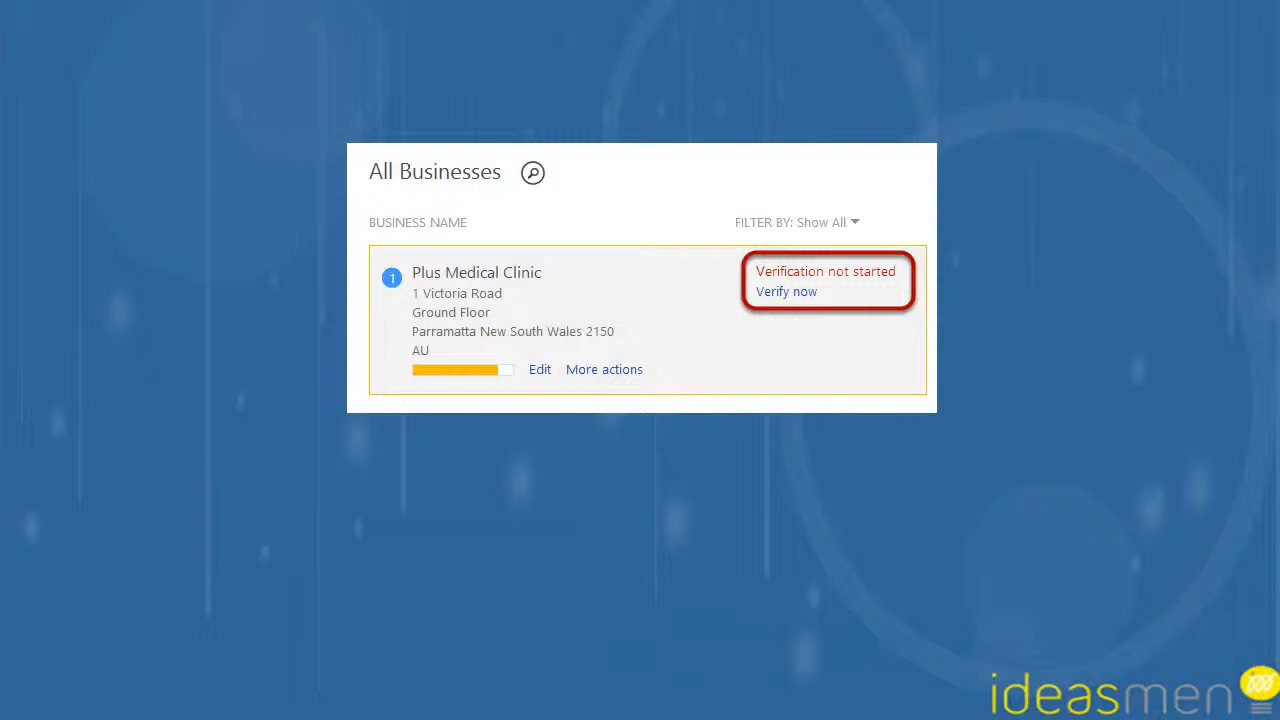 All Businesses
BUSINESS NAME
FILTER BY: Show All
1
Plus Medical Clinic
1 Victoria Road
Ground Floor
Parramatta New South Wales 2150
AU
Edit
More actions
Verification not started
Verify now
ideasmen